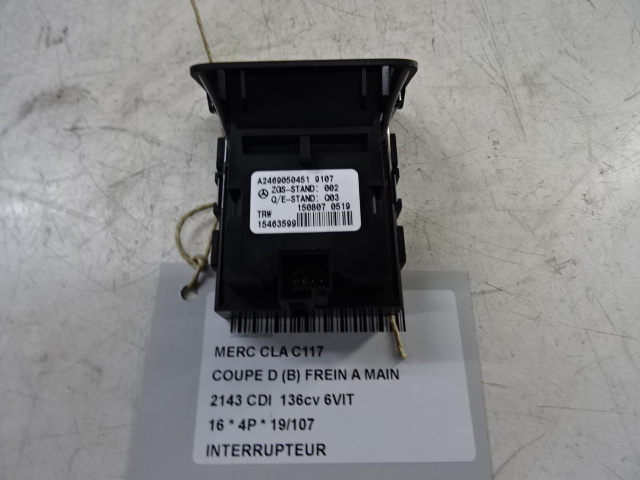 A2469050451 9107
ZGS-STAND: 002
Q/E-STAND: Q03
TRW 150807 0519
15463599
MERC CLA C117
COUPE D (B) FREIN A MAIN
2143 CDI 136cv 6VIT
16 * 4P * 19/107
INTERRUPTEUR